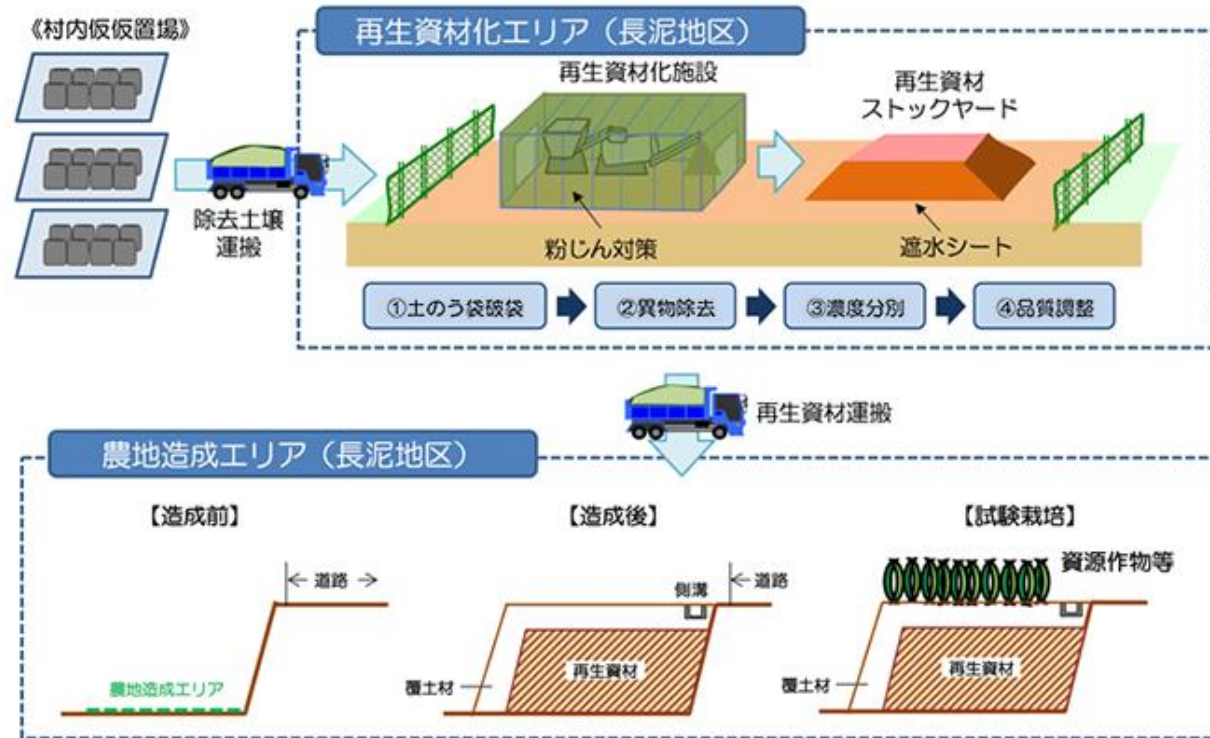 《村内仮仮置場》
再生資材化エリア（長泥地区）
再生資材化施設
再生資材
ストックヤード
除去土壌
運搬
粉じん対策
遮水シート
①土のう袋破袋
②異物除去
③濃度分別
④品質調整
再生資材運搬
農地造成エリア（長泥地区）
【造成前】
【造成後】
【試験栽培】
道路
農地造成エリア
側溝
道路
再生資材
覆土材
資源作物等
再生資材
覆土材